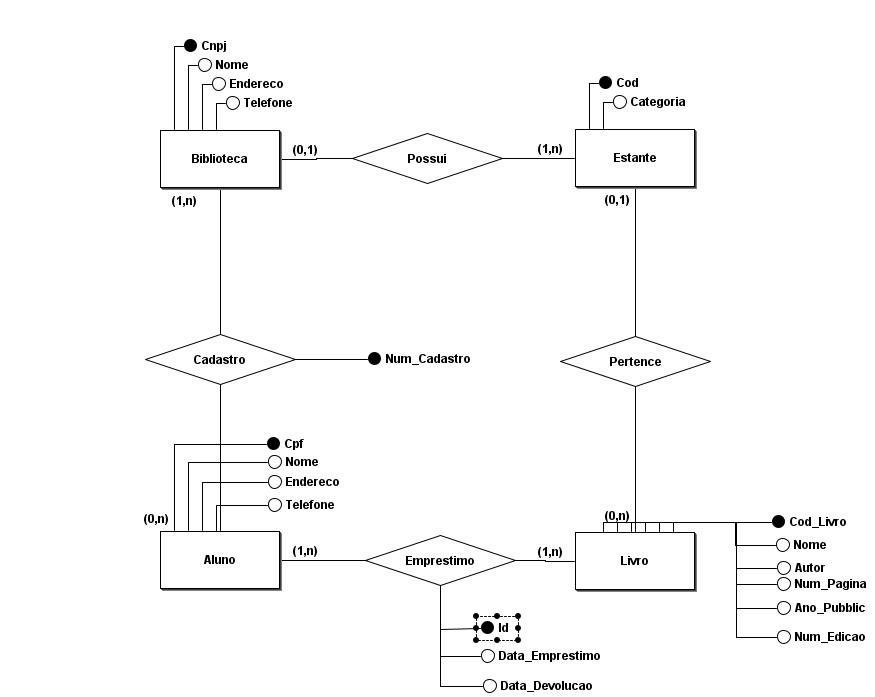 Cnpj
Nome
Endereco
Telefone
Cod
Categoria
Biblioteca
(0,1)
Possui
(1,n)
Estante
(1,n)
(0,1)
Cadastro
Num_Cadastro
Pertence
Cpf
Nome
Endereco
Telefone
(0,n)
(0,n)
Cod_Livro
Nome
Aluno
(1,n)
Emprestimo
(1,n)
Livro
Autor
Num_Pagina
Ano_Pubblic
Num_Edicao
Id
Data_Emprestimo
Data_Devolucao